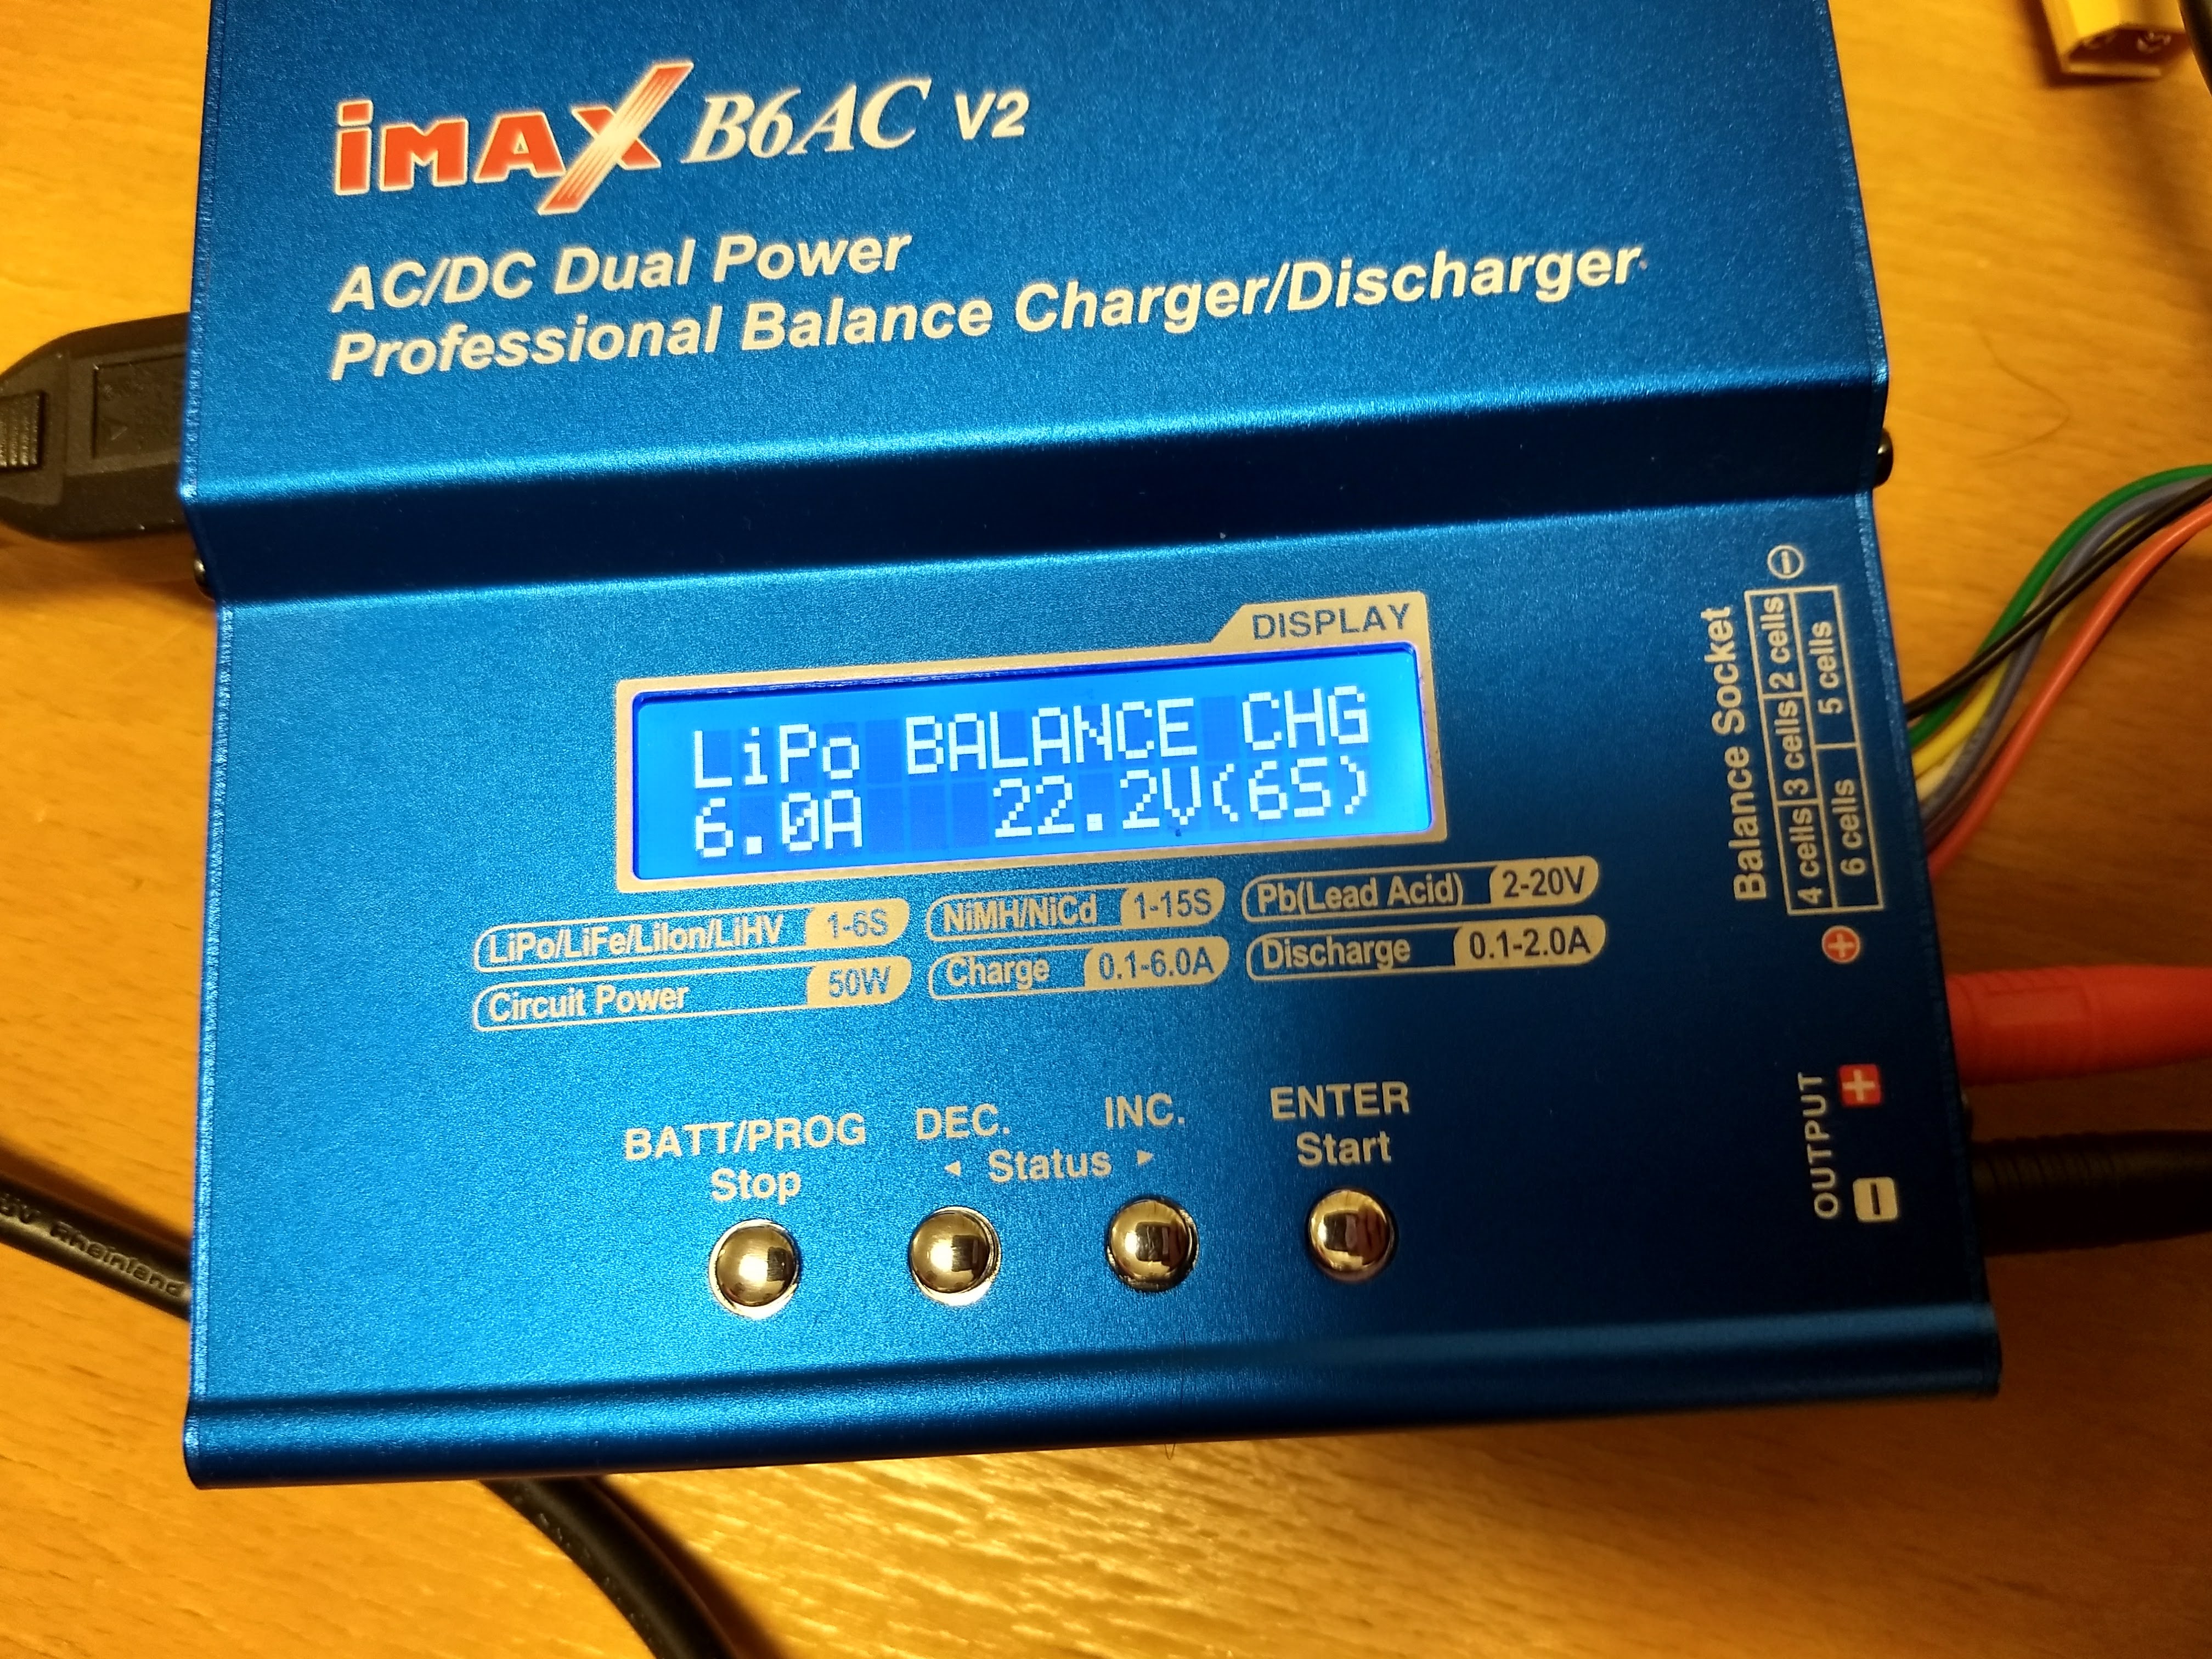 iMAX B6AC V2
AC/DC Dual Power
Professional Balance Charger/Discharger
DISPLAY
LiPo BALANCE CHG
6.0A 22.2V(6S)
LiPo/LiFe/LiIon/LiHV 1-6S
NiMH/NiCd 1-15S
Pb(Lead Acid) 2-20V
Circuit Power 50W
Charge 0.1-6.0A
Discharge 0.1-2.0A
BATT/PROG
Stop
DEC.
INC.
◄ Status ►
ENTER
Start
Balance Socket
4 cells 3 cells 2 cells
6 cells 5 cells
OUTPUT
Rheinland